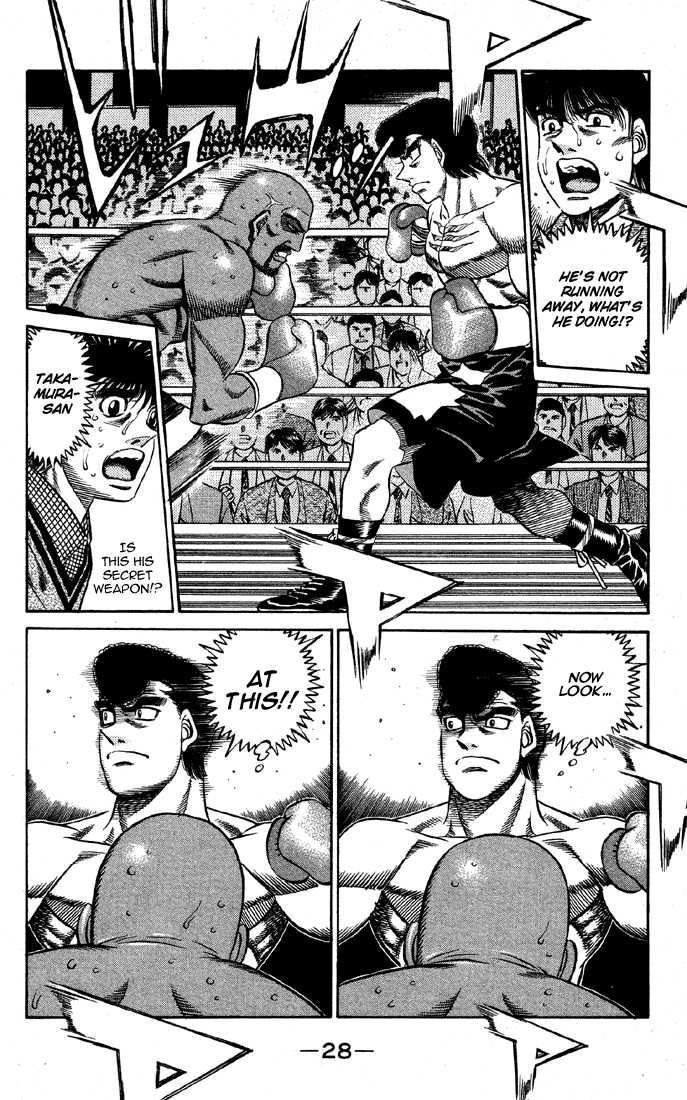 HE'S NOT
RUNNING
AWAY, WHAT'S
HE DOING!?
TAKA-
MURA-
SAN
IS
THIS HIS
SECRET
WEAPON!?
NOW
LOOK...
AT
THIS!!
—28—